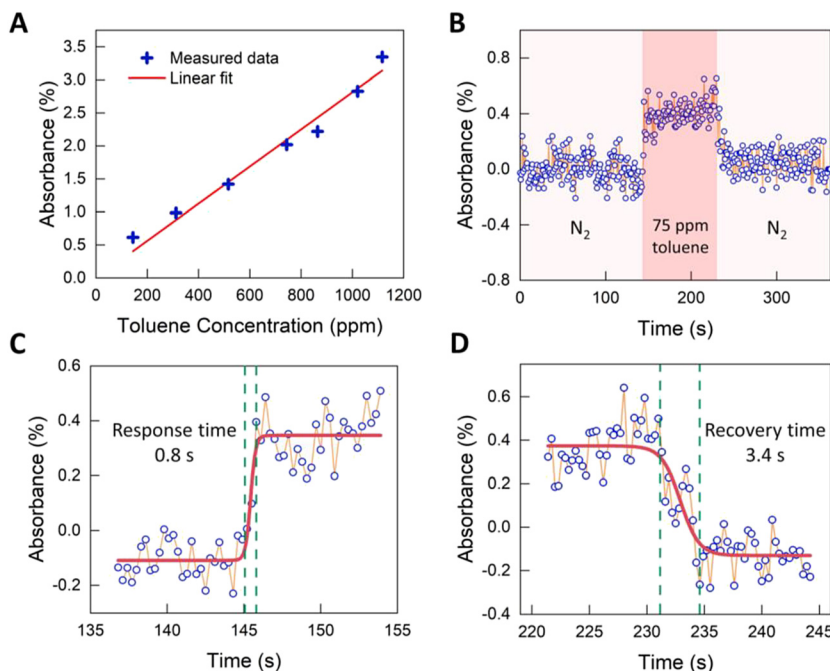 A
3.5
3.0
2.5
2.0
1.5
1.0
0.5
0.0
Absorbance (%)
Measured data
Linear fit
0 200 400 600 800 1000 1200
Toluene Concentration (ppm)
B
0.8
0.4
0.0
-0.4
-0.8
Absorbance (%)
N2
75 ppm
toluene
N2
0 100 200 300
Time (s)
C
0.6
0.4
0.2
0.0
-0.2
Absorbance (%)
Response time
0.8 s
135 140 145 150 155
Time (s)
D
0.6
0.4
0.2
0.0
-0.2
-0.4
Absorbance (%)
Recovery time
3.4 s
220 225 230 235 240 245
Time (s)